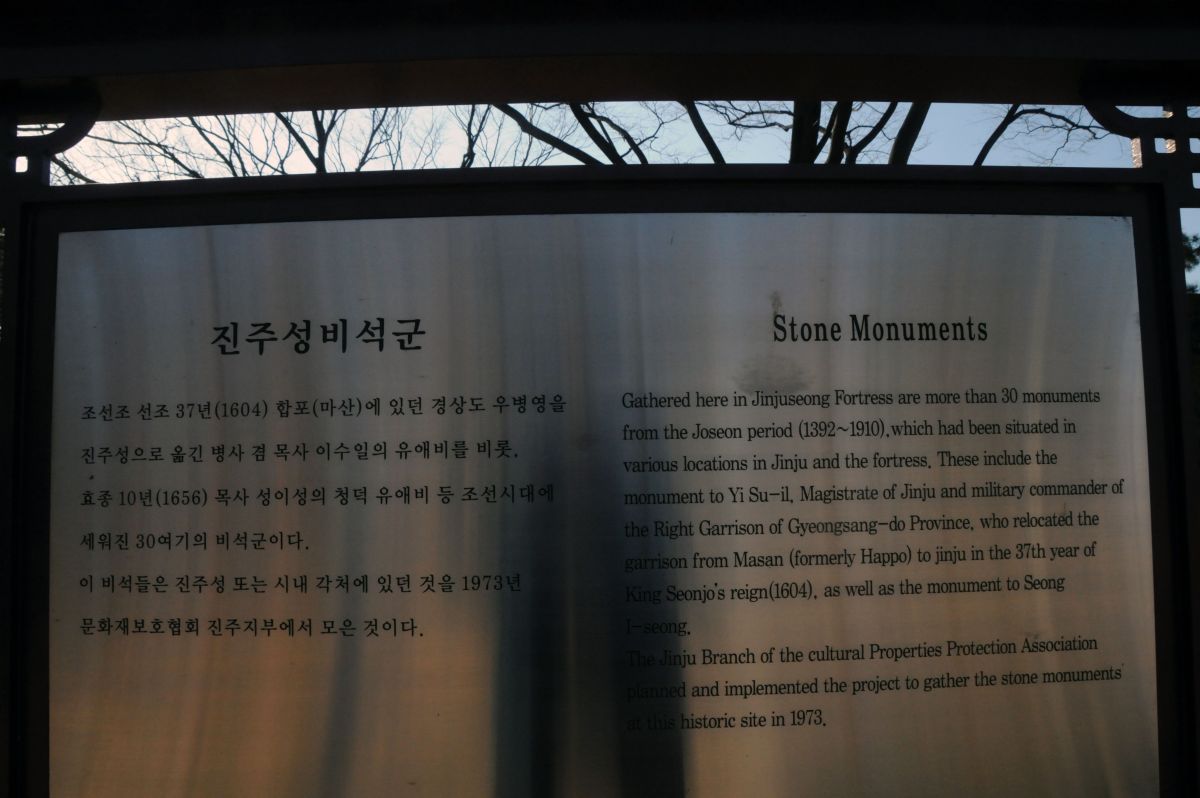 진주성비석군
조선조 선조 37년(1604) 합포(마산)에 있던 경상도 우병영을
진주성으로 옮긴 병사 겸 목사 이수일의 유애비를 비롯.
효종 10년(1656) 목사 성이성의 청덕 유애비 등 조선시대에
세워진 30여기의 비석군이다.
이 비석들은 진주성 또는 시내 각처에 있던 것을 1973년
문화재보호협회 진주지부에서 모은 것이다.
Stone Monuments
Gathered here in Jinjuseong Fortress are more than 30 monuments
from the Joseon period (1392~1910),which had been situated in
various locations in Jinju and the fortress. These include the
monument to Yi Su-il, Magistrate of Jinju and military commander of
the Right Garrison of Gyeongsang-do Province, who relocated the
garrison from Masan (formerly Happo) to jinju in the 37th year of
King Seonjo's reign(1604), as well as the monument to Seong
I-seong.
The Jinju Branch of the cultural Properties Protection Association
planned and implemented the project to gather the stone monuments
at this historic site in 1973.